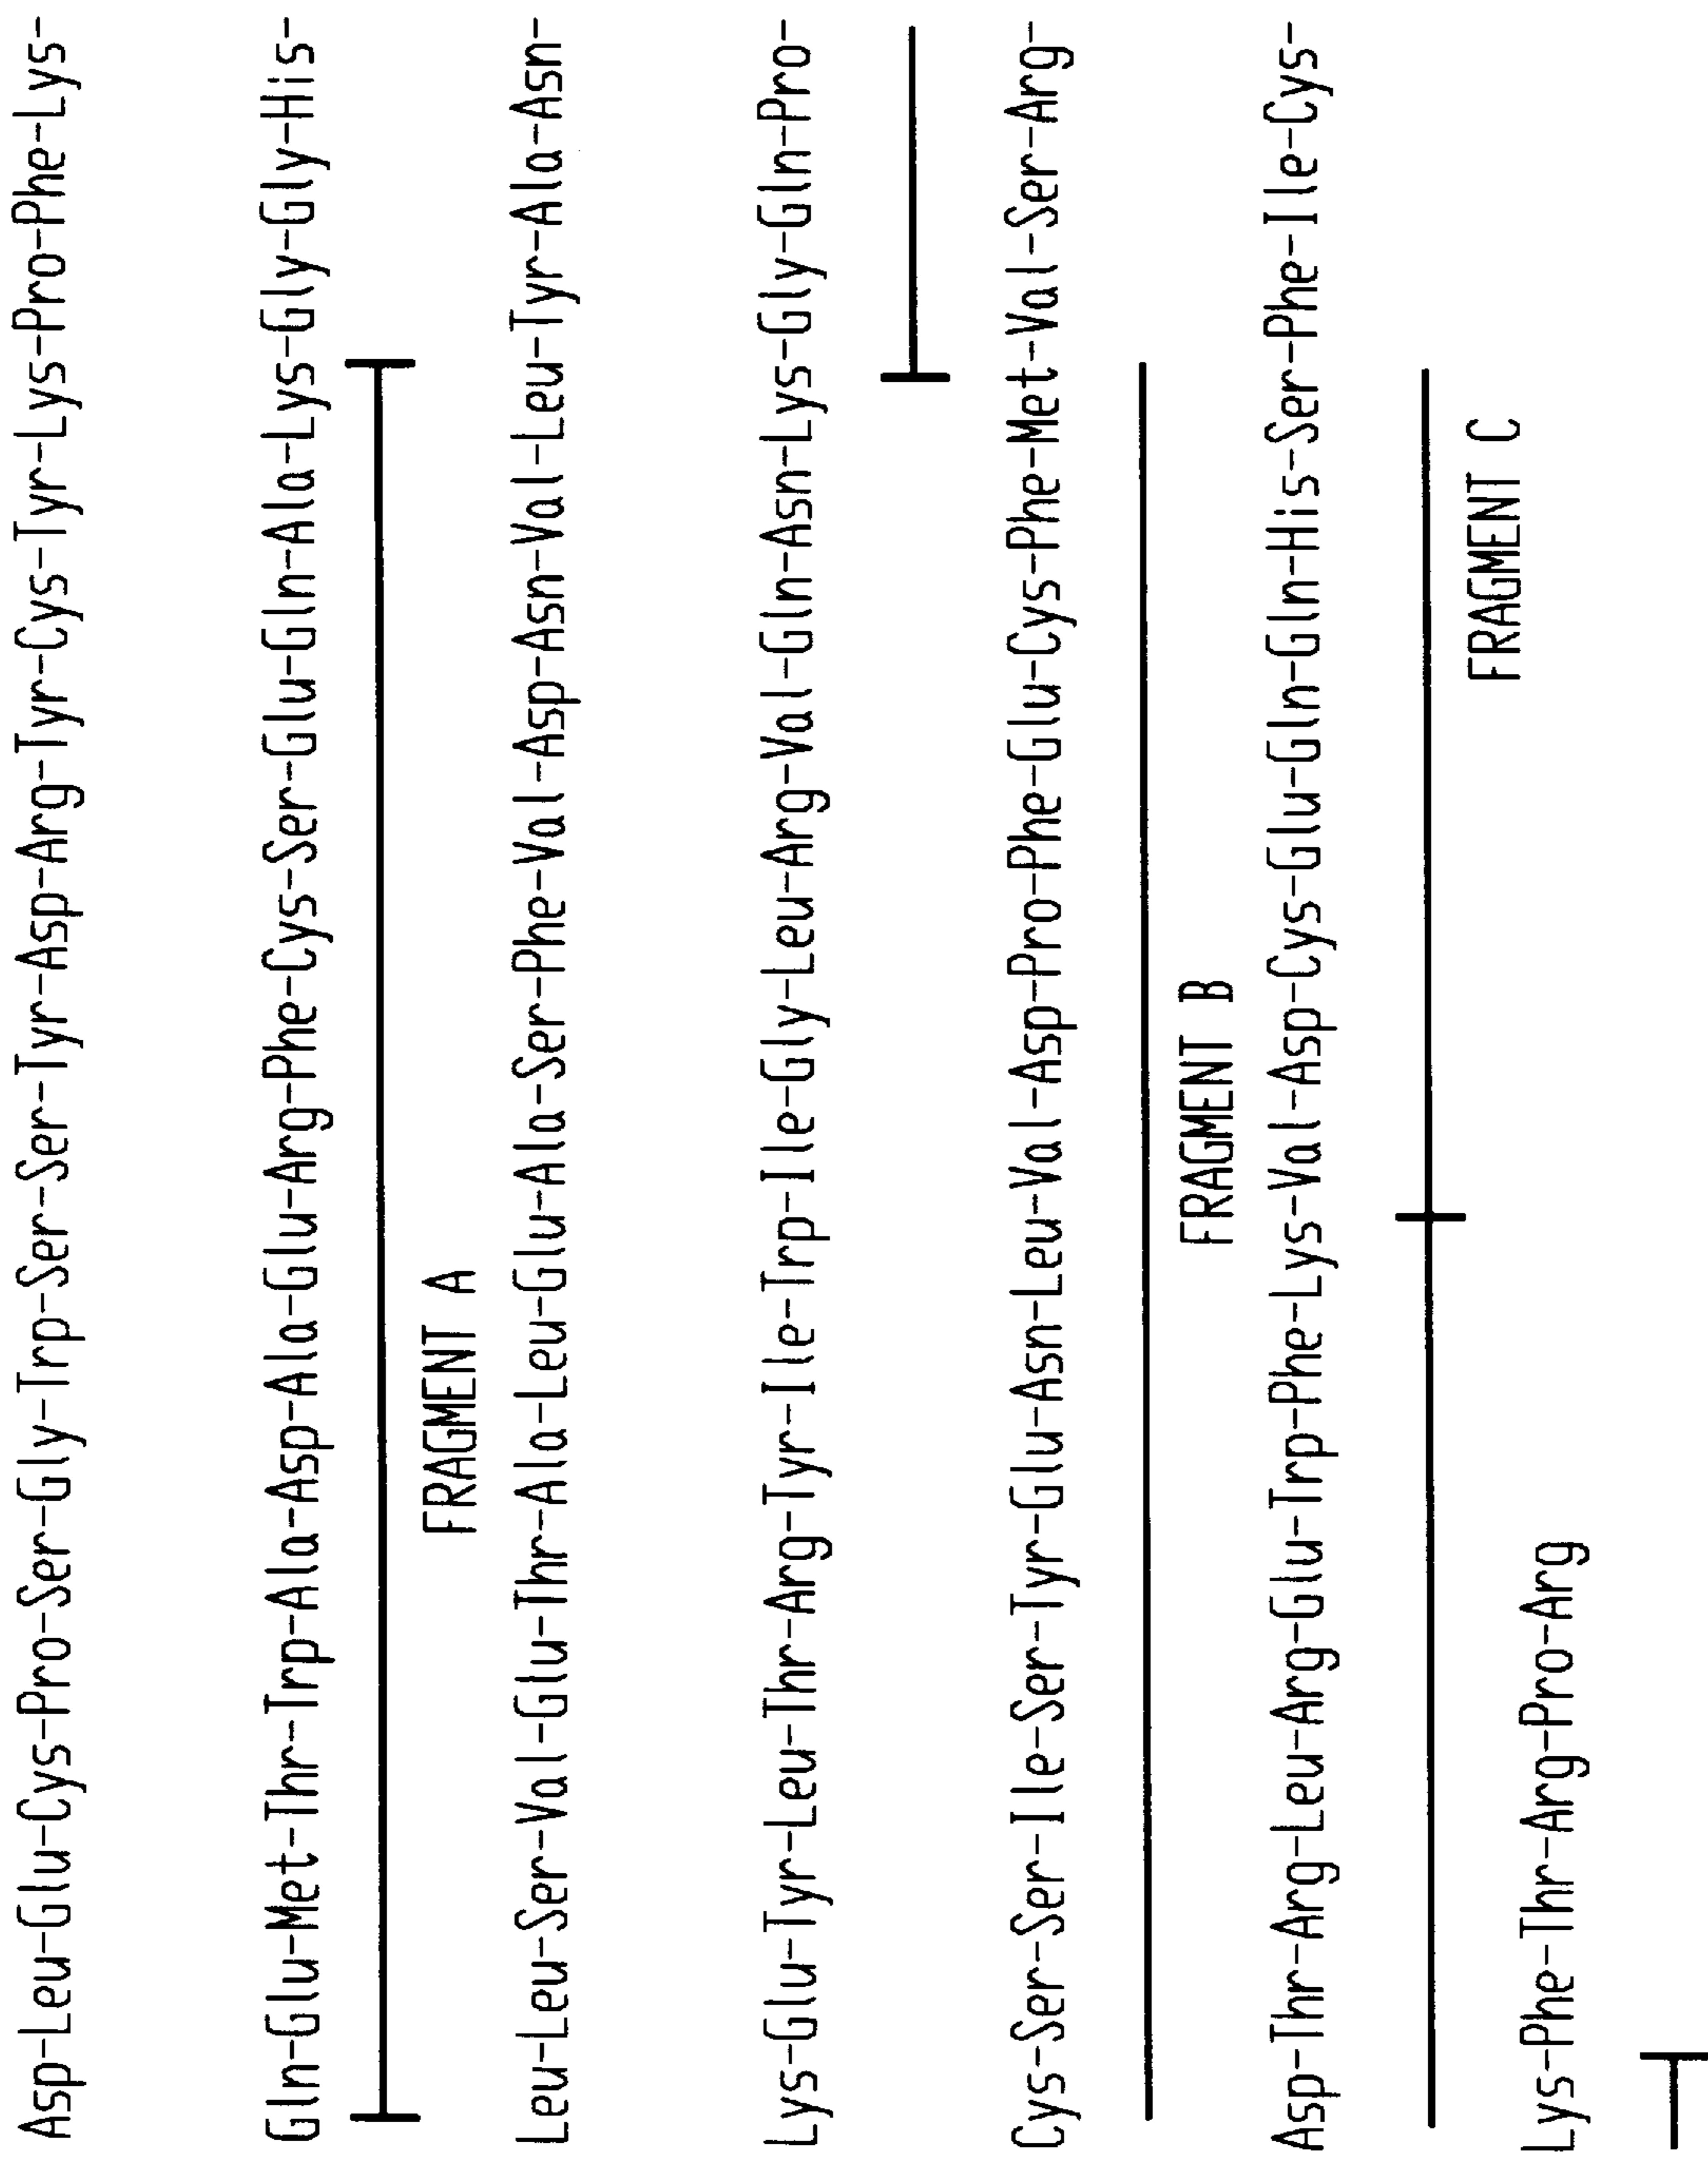 Asp-Leu-Glu-Cys-Pro-Ser-Gly-Trp-Ser-Ser-Tyr-Asp-Arg-Tyr-Cys-Tyr-Lys-Pro-Phe-Lys-
Gln-Glu-Met-Thr-Trp-Ala-Asp-Ala-Glu-Arg-Phe-Cys-Ser-Glu-Gln-Ala-Lys-Gly-Gly-His-
FRAGMENT A
Leu-Leu-Ser-Val-Glu-Thr-Ala-Leu-Glu-Ala-Ser-Phe-Val-Asp-Asn-Val-Leu-Tyr-Ala-Asn-
Lys-Glu-Tyr-Leu-Thr-Arg-Tyr-Ile-Trp-Ile-Gly-Leu-Arg-Val-Gln-Asn-Lys-Gly-Gln-Pro-
Cys-Ser-Ser-Ile-Ser-Tyr-Glu-Asn-Leu-Val-Asp-Pro-Phe-Glu-Cys-Phe-Met-Val-Ser-Arg-
FRAGMENT B
Asp-Thr-Arg-Leu-Arg-Glu-Trp-Phe-Lys-Val-Asp-Cys-Glu-Gln-Gln-His-Ser-Phe-Ile-Cys-
FRAGMENT C
Lys-Phe-Thr-Arg-Pro-Arg